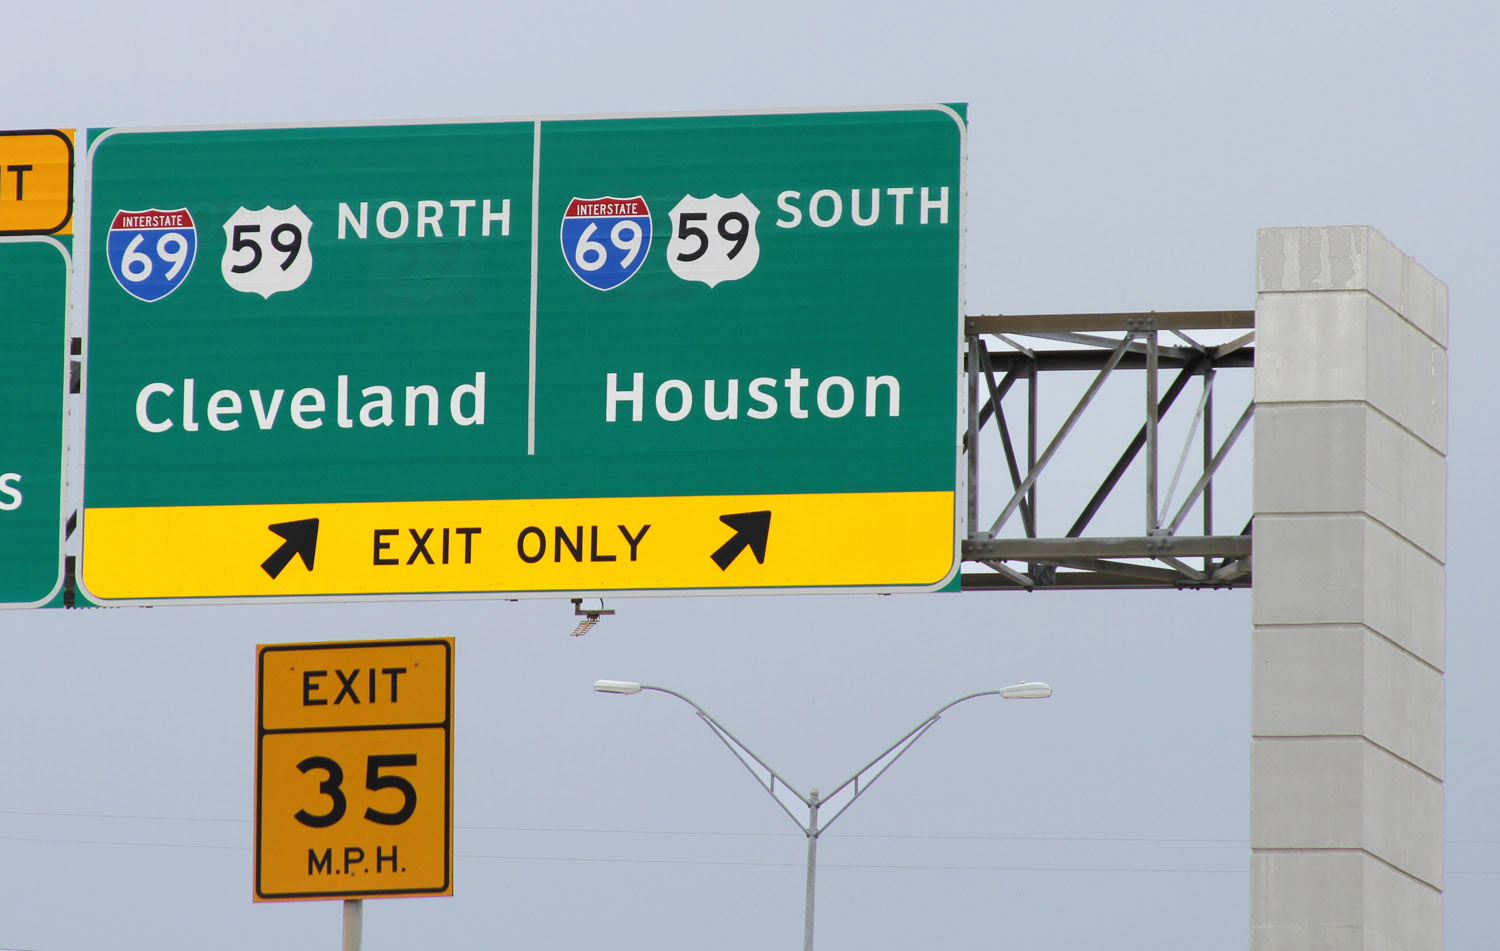 INTERSTATE
69
59
NORTH
Cleveland
INTERSTATE
69
59
SOUTH
Houston
EXIT ONLY
EXIT
35
M.P.H.